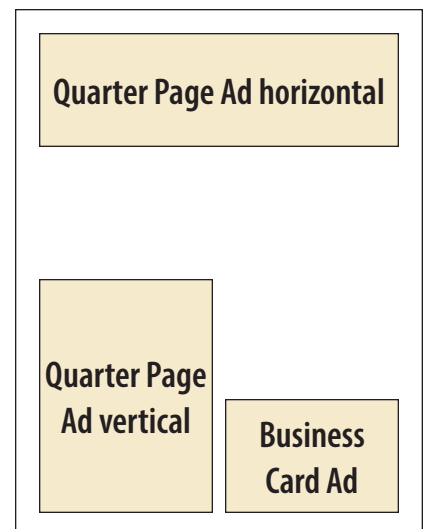 Quarter Page Ad horizontal
Quarter Page
Ad vertical
Business
Card Ad